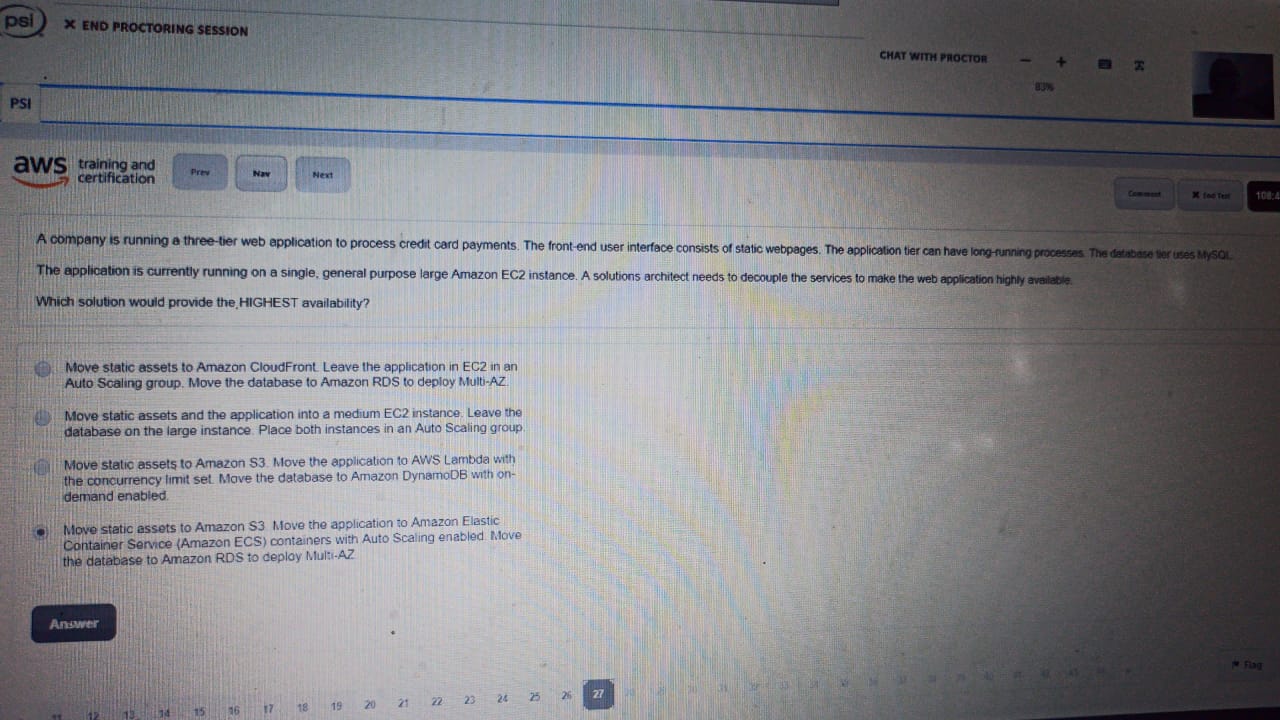 psi
× END PROCTORING SESSION
CHAT WITH PROCTOR
− +
83%
PSI
aws training and certification
Prev
Nav
Next
Comment
× End Test
A company is running a three-tier web application to process credit card payments. The front-end user interface consists of static webpages. The application tier can have long-running processes. The database tier uses MySQL.
The application is currently running on a single, general purpose large Amazon EC2 instance. A solutions architect needs to decouple the services to make the web application highly available.
Which solution would provide the HIGHEST availability?
Move static assets to Amazon CloudFront. Leave the application in EC2 in an
Auto Scaling group. Move the database to Amazon RDS to deploy Multi-AZ.
Move static assets and the application into a medium EC2 instance. Leave the
database on the large instance. Place both instances in an Auto Scaling group.
Move static assets to Amazon S3. Move the application to AWS Lambda with
the concurrency limit set. Move the database to Amazon DynamoDB with on-
demand enabled.
Move static assets to Amazon S3. Move the application to Amazon Elastic
Container Service (Amazon ECS) containers with Auto Scaling enabled. Move
the database to Amazon RDS to deploy Multi-AZ.
Answer
Flag
12 13 14 15 16 17 18 19 20 21 22 23 24 25 26 27